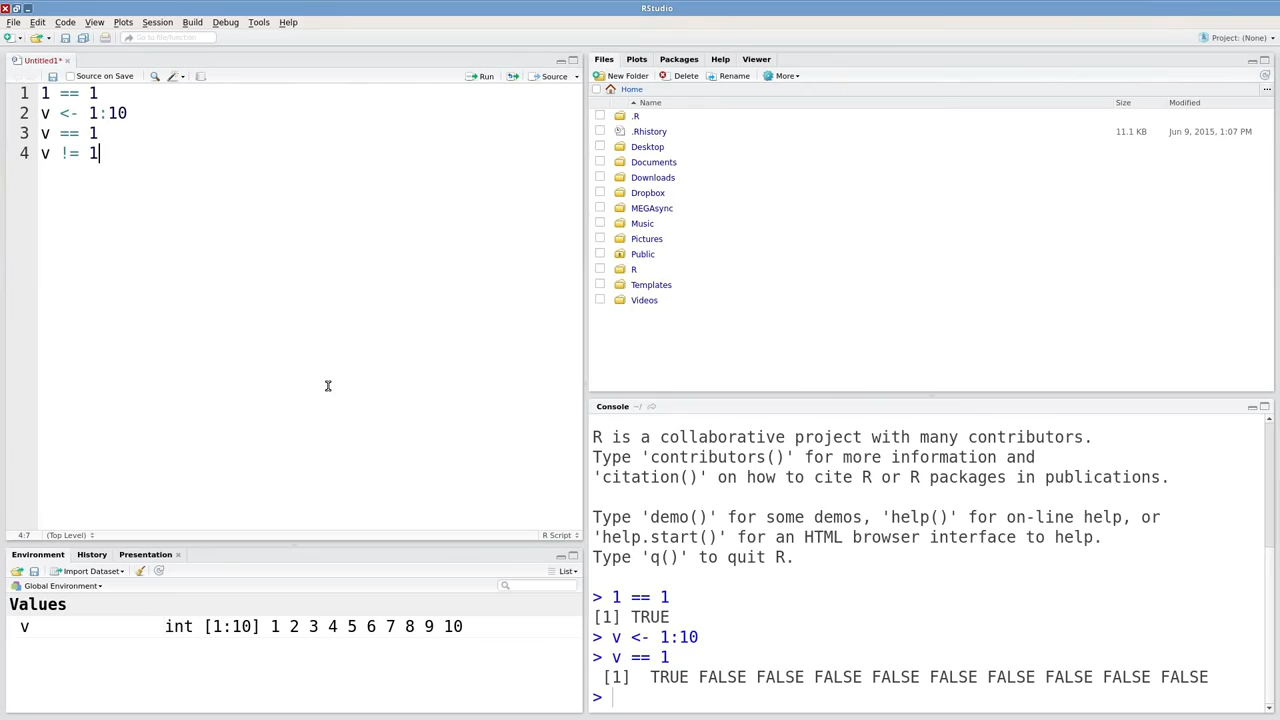 RStudio
File Edit Code View Plots Session Build Debug Tools Help
Go to file/function
Project: (None)
Untitled1*
Source on Save
Run
Source
1 1 == 1
2 v <- 1:10
3 v == 1
4 v != 1
4:7 (Top Level) R Script
Environment History Presentation
Import Dataset
List
Global Environment
Values
v int [1:10] 1 2 3 4 5 6 7 8 9 10
Files Plots Packages Help Viewer
New Folder Delete Rename More
Home
Name Size Modified
.R
.Rhistory 11.1 KB Jun 9, 2015, 1:07 PM
Desktop
Documents
Downloads
Dropbox
MEGAsync
Music
Pictures
Public
R
Templates
Videos
Console ~/
R is a collaborative project with many contributors.
Type 'contributors()' for more information and
'citation()' on how to cite R or R packages in publications.
Type 'demo()' for some demos, 'help()' for on-line help, or
'help.start()' for an HTML browser interface to help.
Type 'q()' to quit R.
> 1 == 1
[1] TRUE
> v <- 1:10
> v == 1
[1] TRUE FALSE FALSE FALSE FALSE FALSE FALSE FALSE FALSE FALSE
>